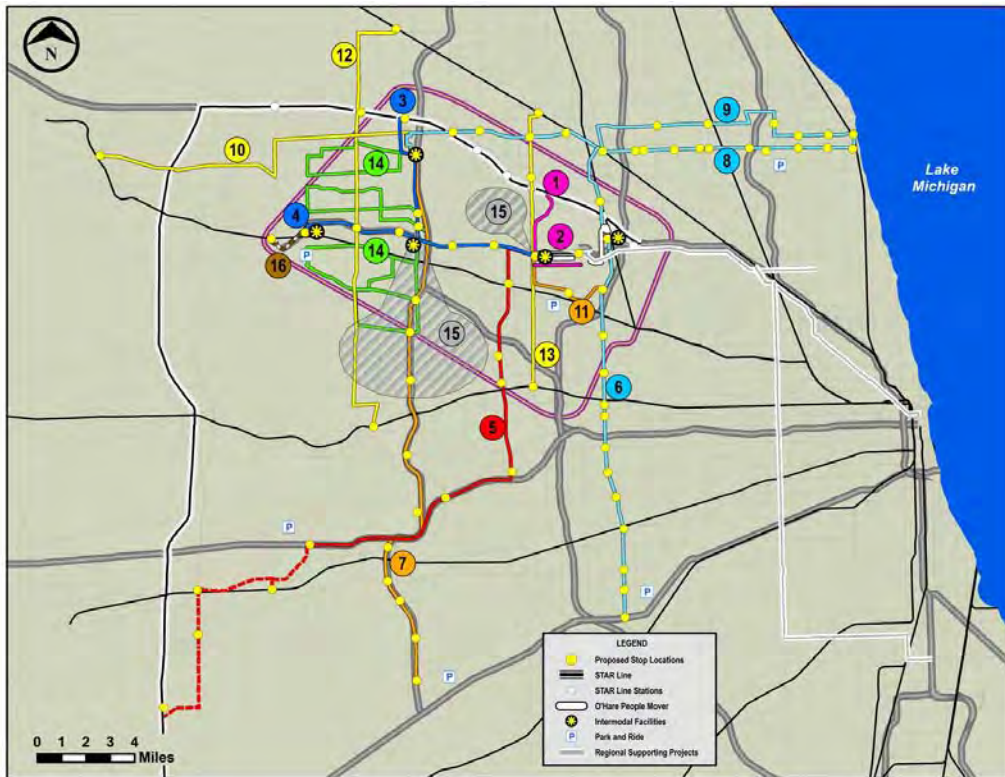 N
12
3
9
10
14
8
1
Lake
Michigan
15
4
2
14
16
15
11
13
6
5
7
P
P
P
P
P
P
LEGEND
Proposed Stop Locations
STAR Line
STAR Line Stations
O'Hare People Mover
Intermodal Facilities
P Park and Ride
Regional Supporting Projects
0 1 2 3 4
Miles